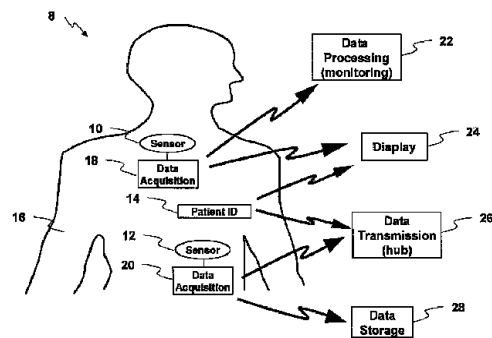 8
Data
Processing
(monitoring)
22
10
Sensor
18
Data
Acquisition
Display
24
14
Patient ID
16
Data
Transmission
(hub)
26
12
Sensor
20
Data
Acquisition
Data
Storage
28